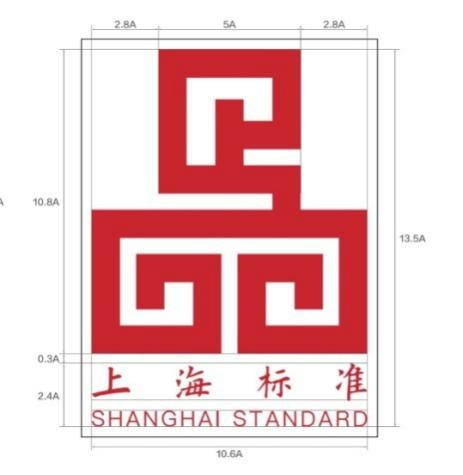 2.8A 5A 2.8A
10.8A
13.5A
0.3A
上海标准
2.4A
SHANGHAI STANDARD
10.6A